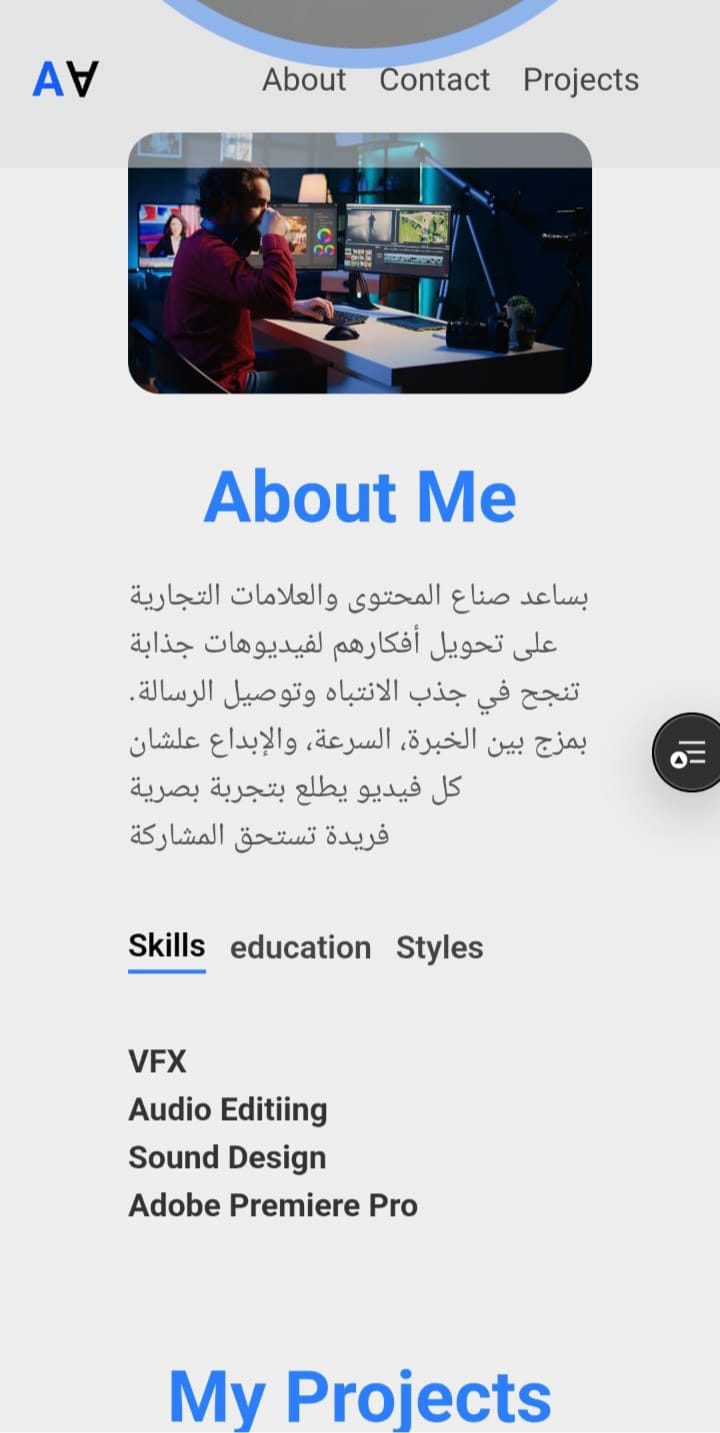 A∀
About Contact Projects
About Me
بساعد صناع المحتوى والعلامات التجارية
على تحويل أفكارهم لفيديوهات جذابة
تنجح في جذب الانتباه وتوصيل الرسالة.
بمزج بين الخبرة، السرعة، والإبداع علشان
كل فيديو يطلع بتجربة بصرية
فريدة تستحق المشاركة
Skills education Styles
VFX
Audio Editiing
Sound Design
Adobe Premiere Pro
My Projects